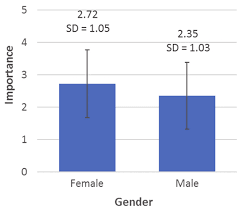 5
4
3
2
1
0
Importance
2.72
SD = 1.05
2.35
SD = 1.03
Female
Male
Gender